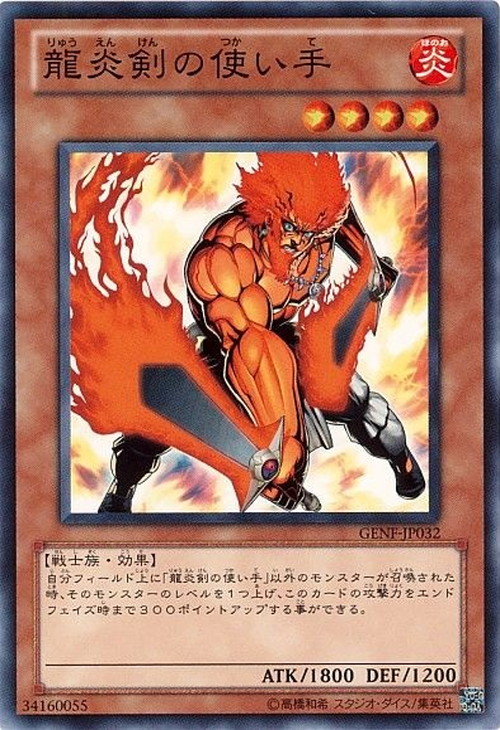 龍炎剣の使い手
りゅう えん けん つか て
炎
ほのお
GENF-JP032
【戦士族・効果】
自分フィールド上に「龍炎剣の使い手」以外のモンスターが召喚された
時、そのモンスターのレベルを１つ上げ、このカードの攻撃力をエンド
フェイズ時まで３００ポイントアップする事ができる。
ATK/1800 DEF/1200
34160055
©高橋和希 スタジオ・ダイス/集英社